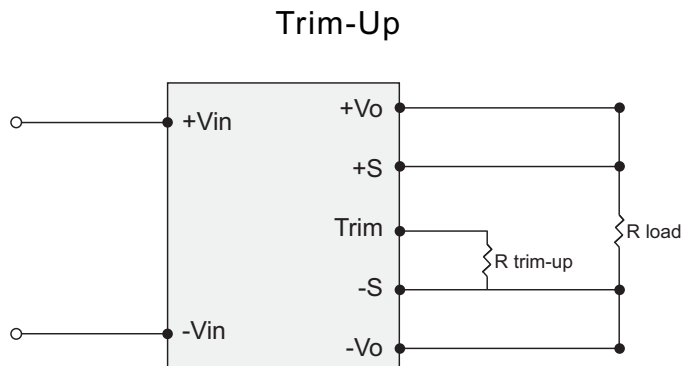 Trim-Up
+Vin
-Vin
+Vo
+S
Trim
-S
-Vo
R trim-up
R load